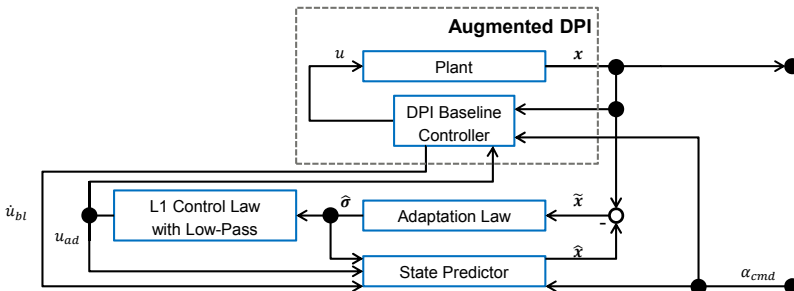 Augmented DPI
u
Plant
x
DPI Baseline
Controller
u̇_bl
L1 Control Law
with Low-Pass
σ̂
Adaptation Law
x̃
-
u_ad
State Predictor
x̂
α_cmd